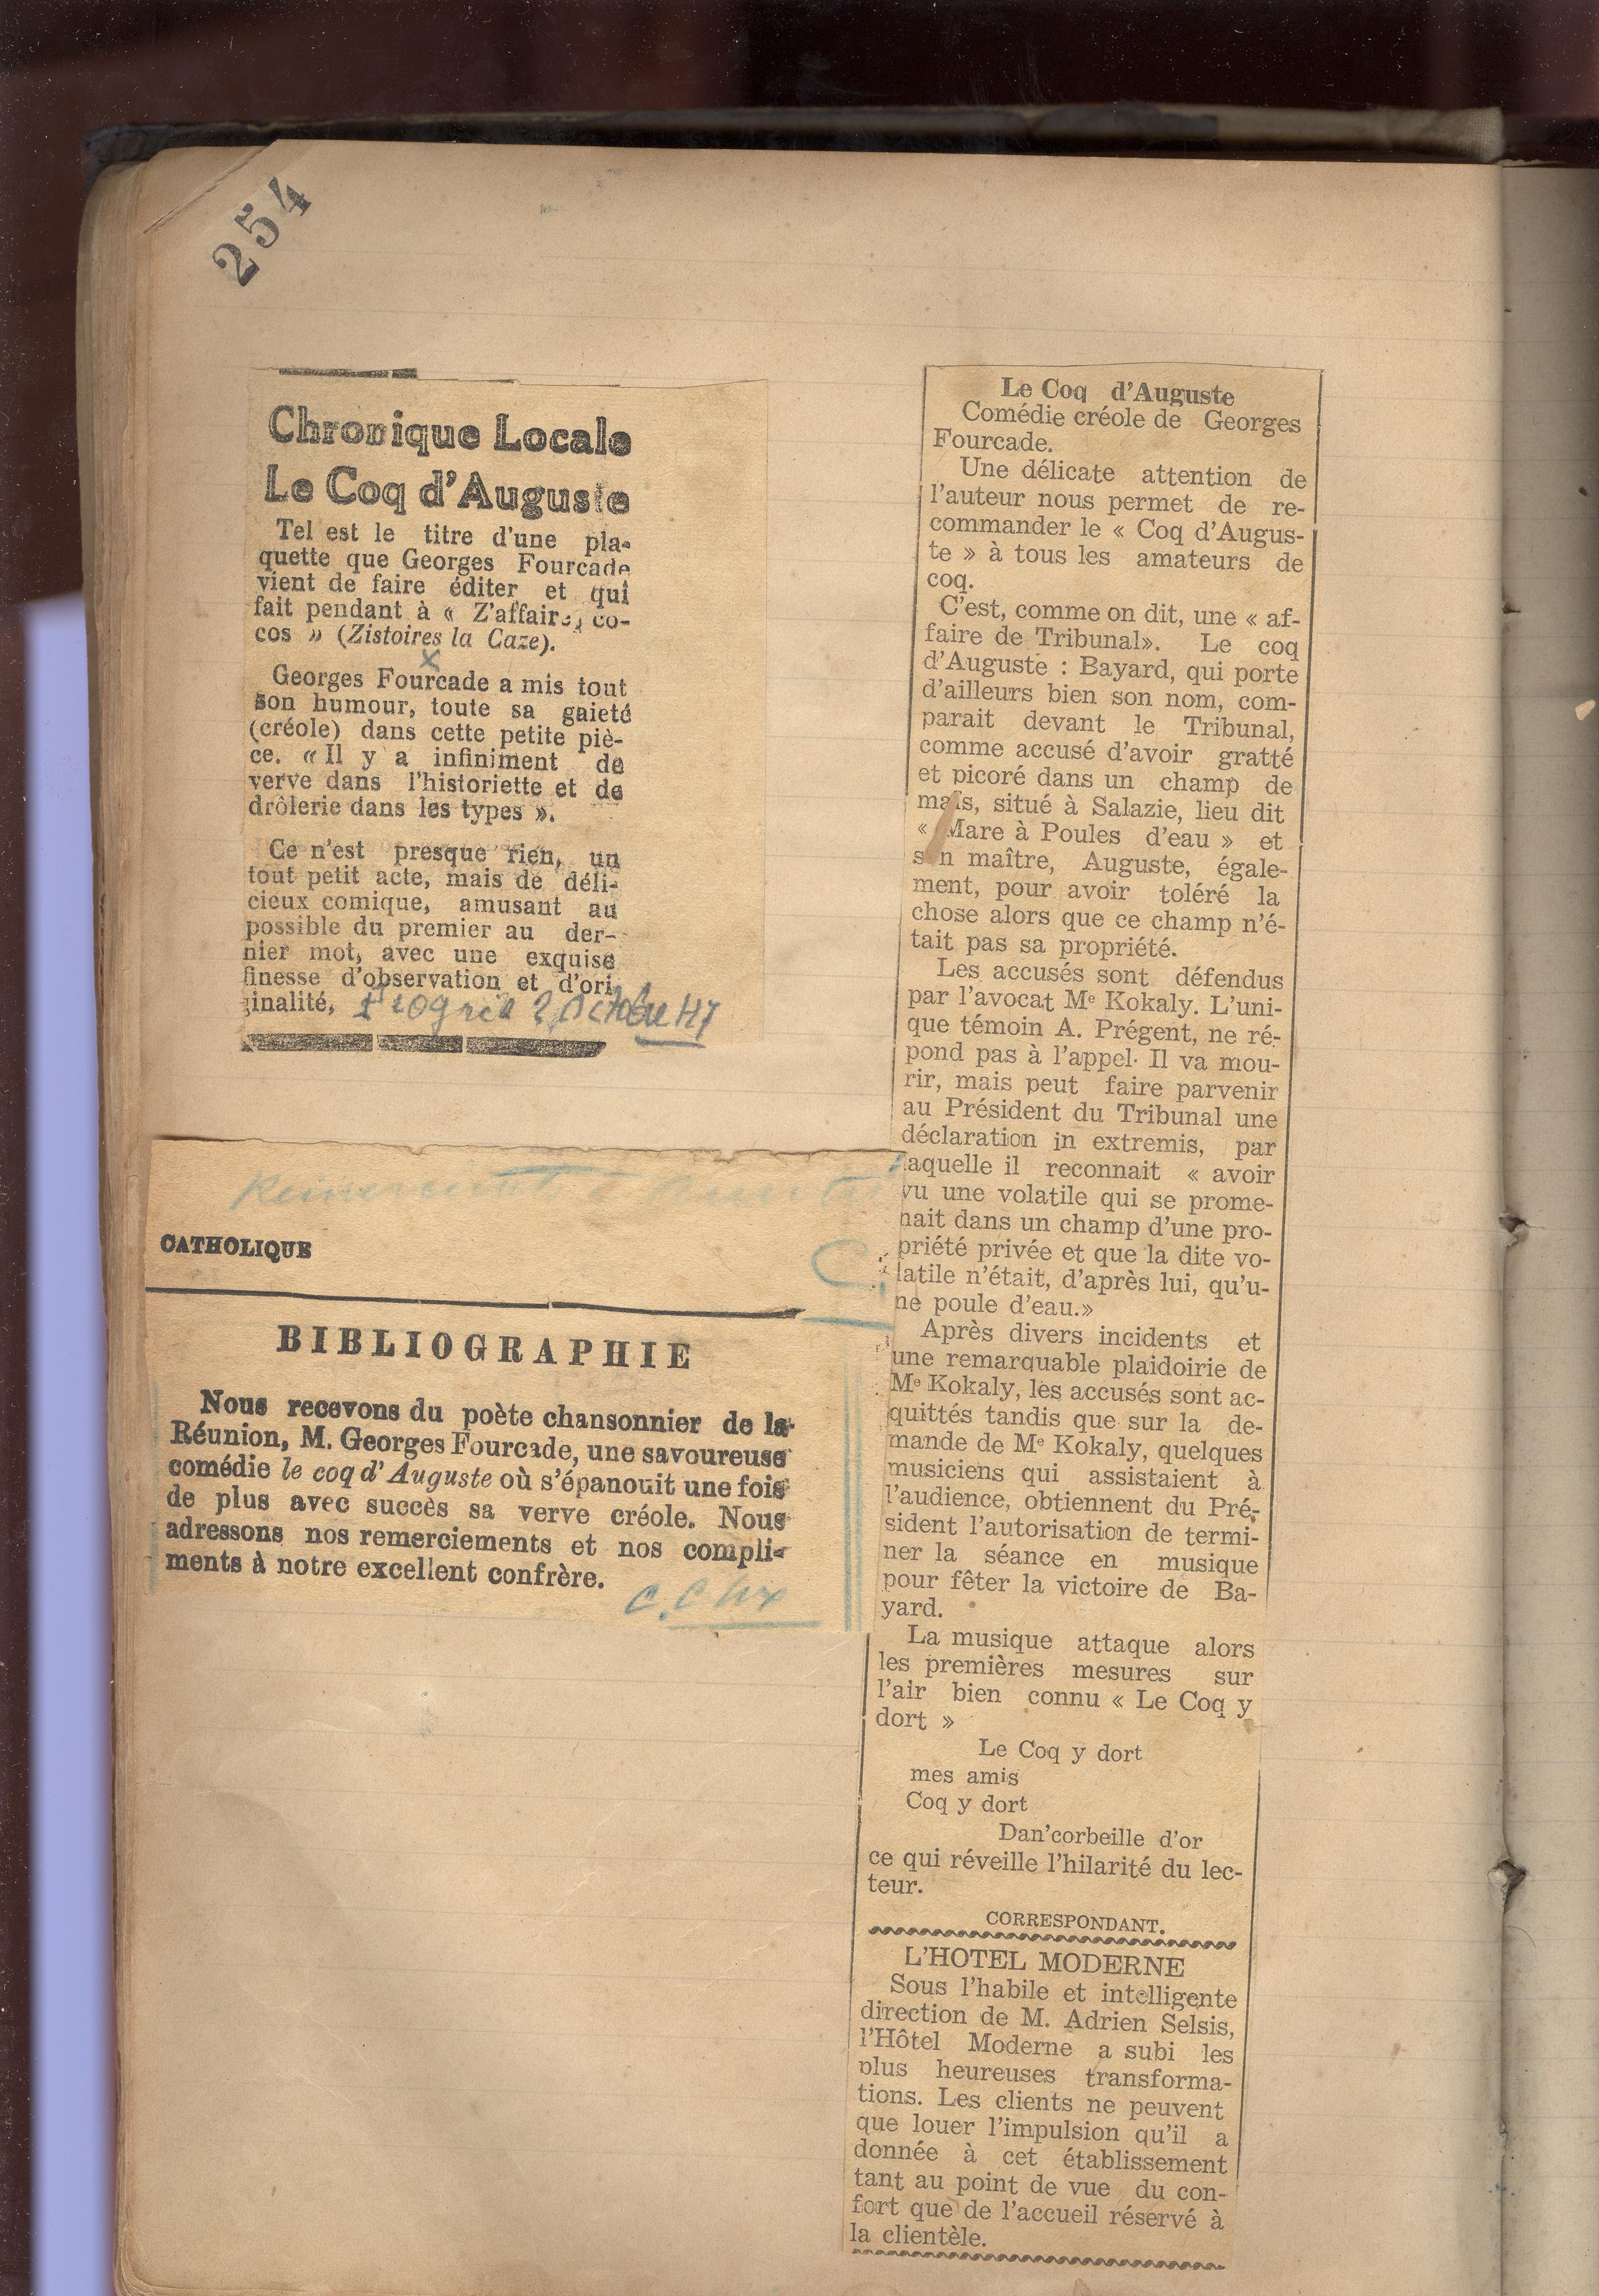 254
Chronique Locale
Le Coq d'Auguste
Tel est le titre d'une pla-
quette que Georges Fourcade
vient de faire éditer et qui
fait pendant à « Z'affaires co-
cos » (Zistoires la Caze).
x
Georges Fourcade a mis tout
son humour, toute sa gaieté
(créole) dans cette petite piè-
ce. « Il y a infiniment de
verve dans l'historiette et de
drôlerie dans les types ».
Ce n'est presque rien, un
tout petit acte, mais de déli-
cieux comique, amusant au
possible du premier au der-
nier mot, avec une exquise
finesse d'observation et d'ori
ginalité,
Octobre 47
CATHOLIQUE
BIBLIOGRAPHIE
Nous recevons du poète chansonnier de la
Réunion, M. Georges Fourcade, une savoureuse
comédie le coq d'Auguste où s'épanouit une fois
de plus avec succès sa verve créole. Nous
adressons nos remerciements et nos compli-
ments à notre excellent confrère.
Le Coq d'Auguste
Comédie créole de Georges
Fourcade.
Une délicate attention de
l'auteur nous permet de re-
commander le « Coq d'Augus-
te » à tous les amateurs de
coq.
C'est, comme on dit, une « af-
faire de Tribunal». Le coq
d'Auguste : Bayard, qui porte
d'ailleurs bien son nom, com-
parait devant le Tribunal,
comme accusé d'avoir gratté
et picoré dans un champ de
maïs, situé à Salazie, lieu dit
« Mare à Poules d'eau » et
son maître, Auguste, égale-
ment, pour avoir toléré la
chose alors que ce champ n'é-
tait pas sa propriété.
Les accusés sont défendus
par l'avocat Me Kokaly. L'uni-
que témoin A. Prégent, ne ré-
pond pas à l'appel. Il va mou-
rir, mais peut faire parvenir
au Président du Tribunal une
déclaration in extremis, par
laquelle il reconnait « avoir
vu une volatile qui se prome-
nait dans un champ d'une pro-
priété privée et que la dite vo-
latile n'était, d'après lui, qu'u-
ne poule d'eau.»
Après divers incidents et
une remarquable plaidoirie de
Me Kokaly, les accusés sont ac-
quittés tandis que sur la de-
mande de Me Kokaly, quelques
musiciens qui assistaient à
l'audience, obtiennent du Pré-
sident l'autorisation de termi-
ner la séance en musique
pour fêter la victoire de Ba-
yard.
La musique attaque alors
les premières mesures sur
l'air bien connu « Le Coq y
dort »
Le Coq y dort
mes amis
Coq y dort
Dan'corbeille d'or
ce qui réveille l'hilarité du lec-
teur.
CORRESPONDANT.
L'HOTEL MODERNE
Sous l'habile et intelligente
direction de M. Adrien Selsis,
l'Hôtel Moderne a subi les
plus heureuses transforma-
tions. Les clients ne peuvent
que louer l'impulsion qu'il a
donnée à cet établissement
tant au point de vue du con-
fort que de l'accueil réservé à
la clientèle.